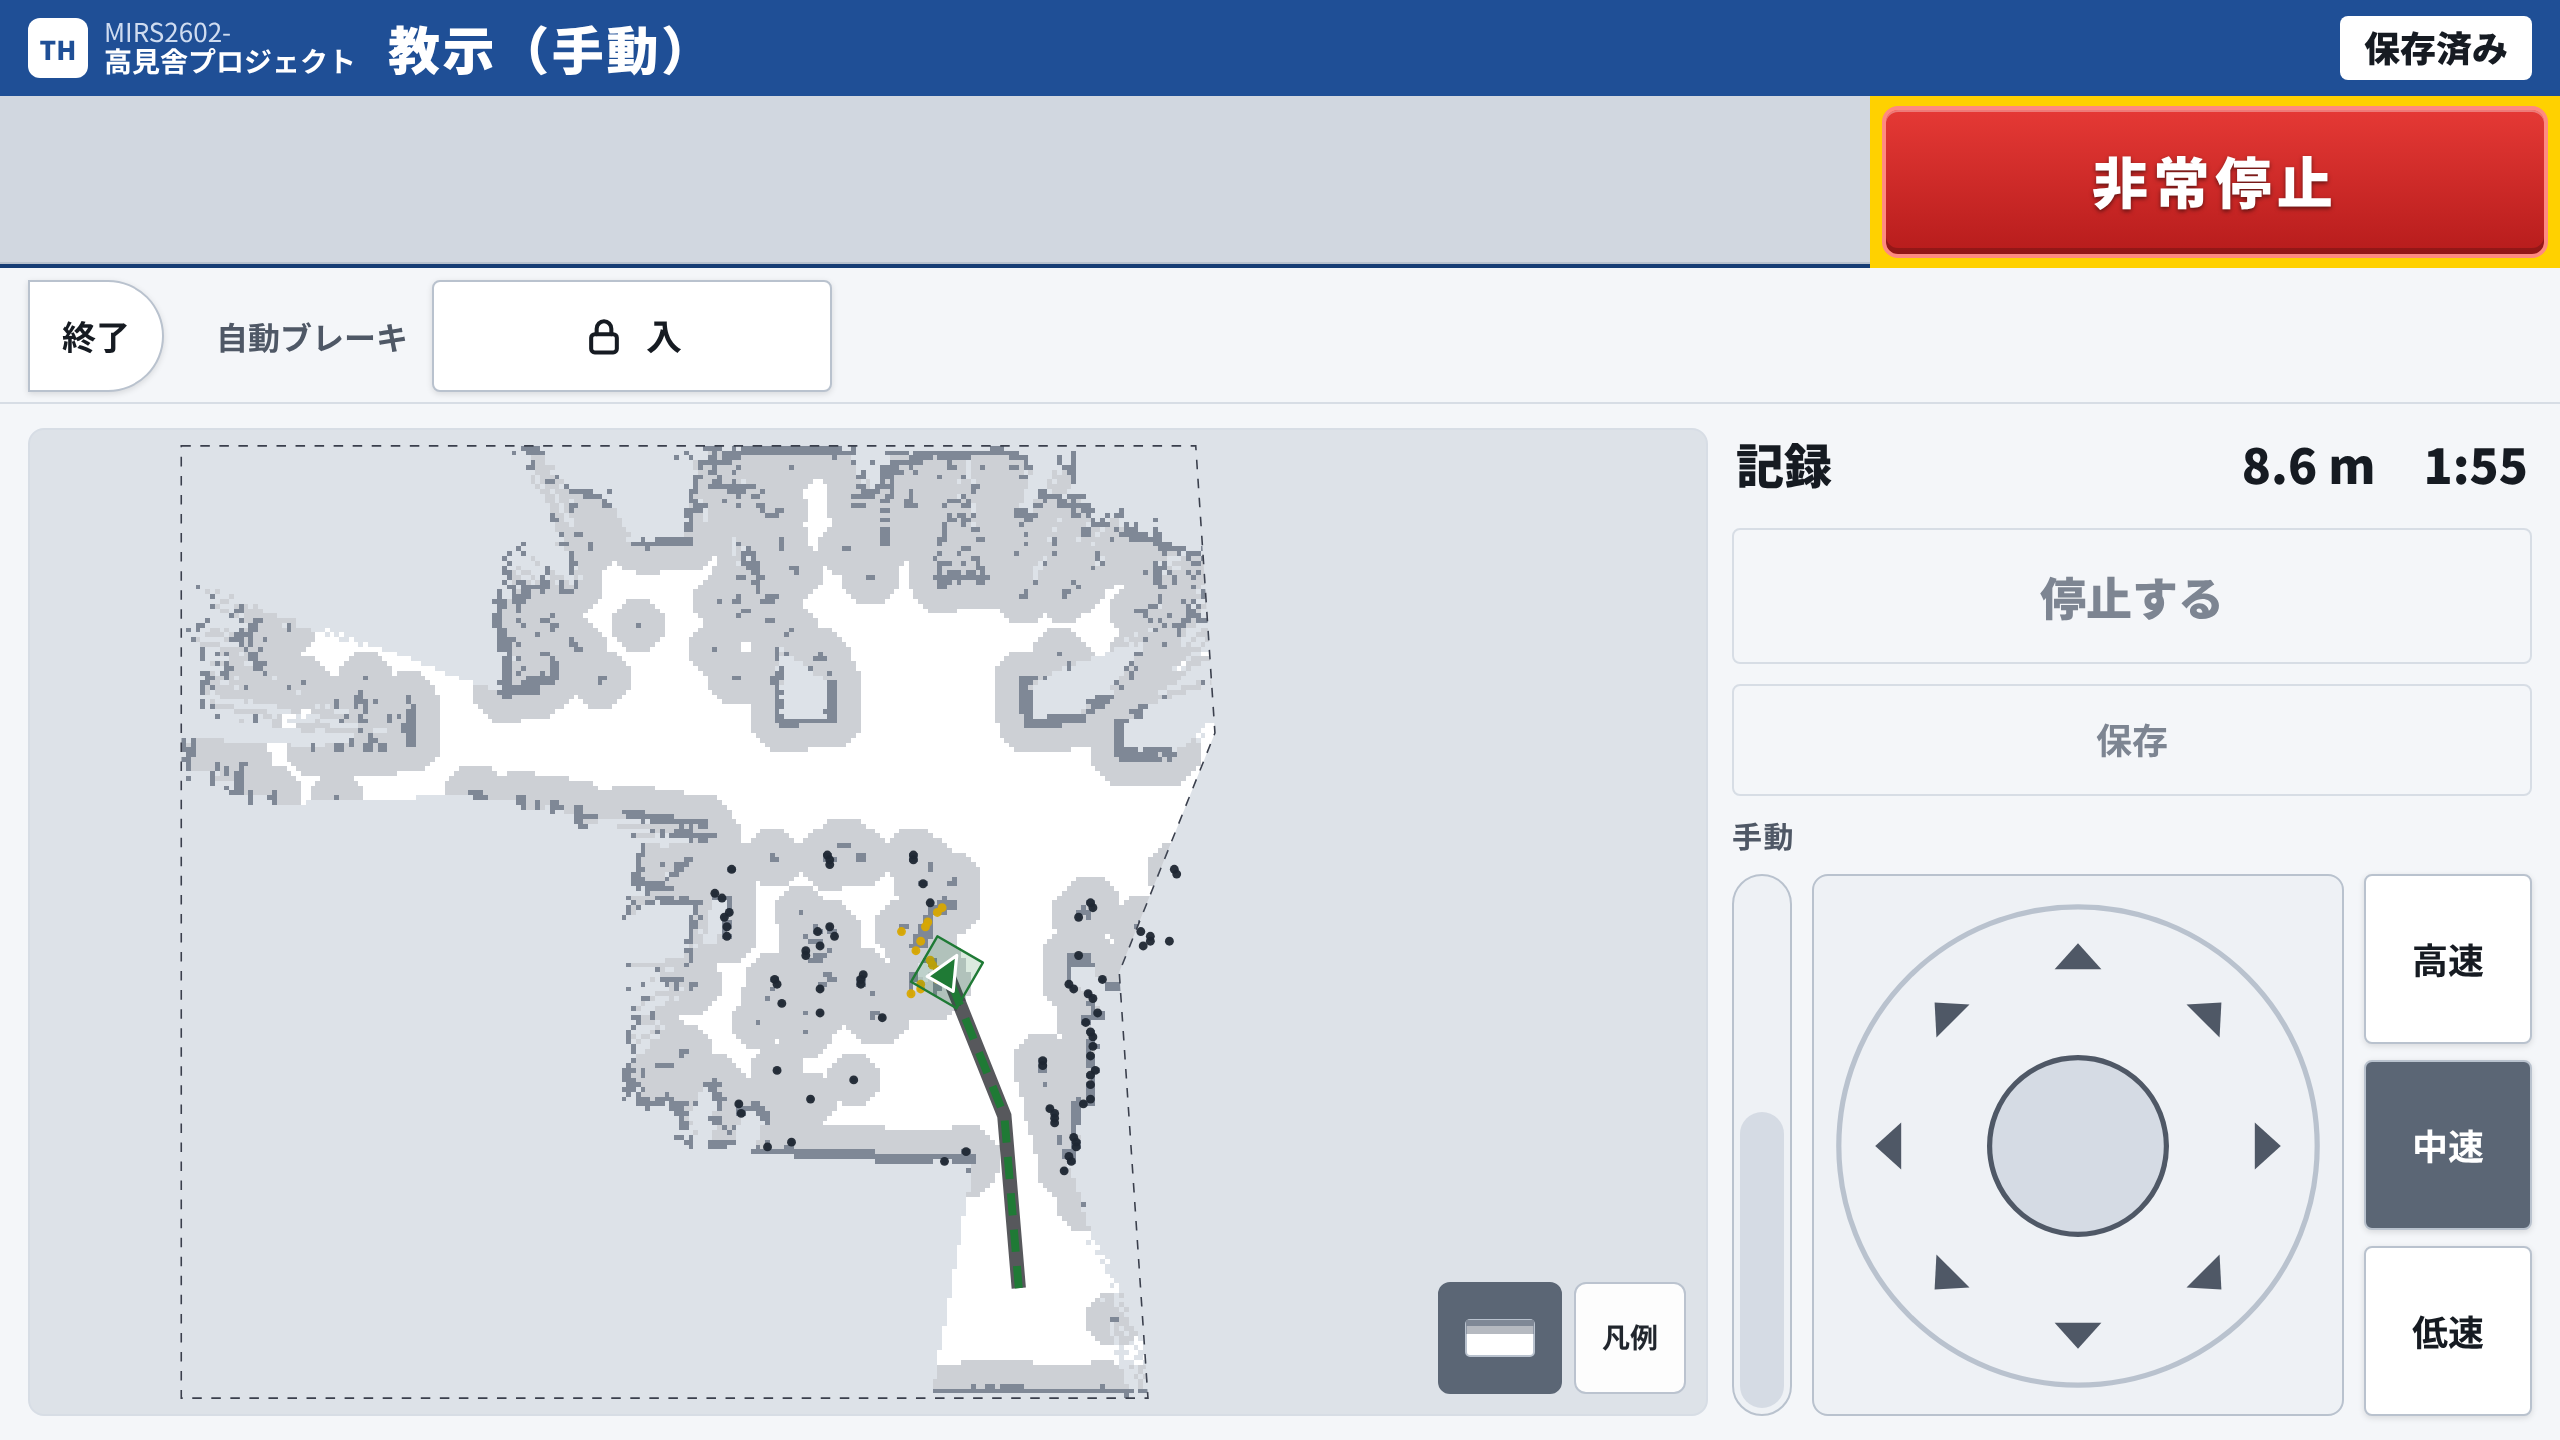 TH
MIRS2602-
高見舎プロジェクト
教示（手動）
保存済み
非常停止
終了
自動ブレーキ
入
記録
8.6 m
1:55
停止する
保存
手動
高速
中速
低速
凡例